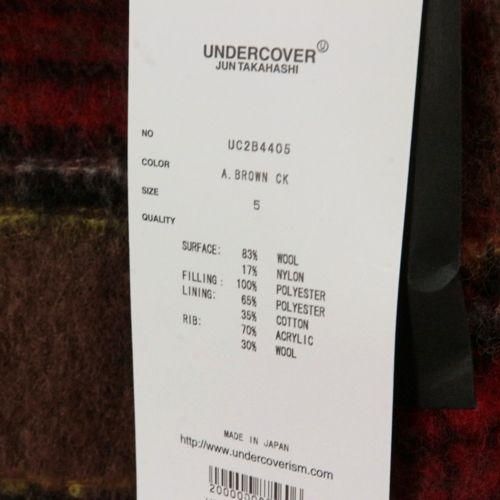 UNDERCOVER
JUN TAKAHASHI
NO UC2B4405
COLOR A.BROWN CK
SIZE 5
QUALITY
SURFACE: 83% WOOL
17% NYLON
FILLING: 100% POLYESTER
LINING: 65% POLYESTER
35% COTTON
RIB: 70% ACRYLIC
30% WOOL
MADE IN JAPAN
http://www.undercoverism.com